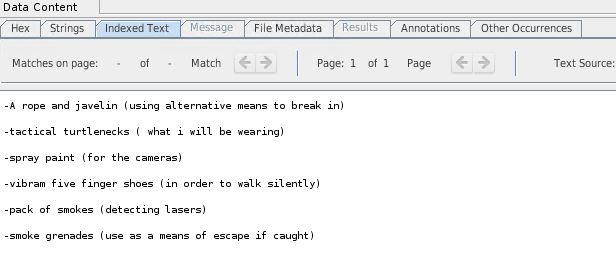 Data Content
Hex Strings Indexed Text Message File Metadata Results Annotations Other Occurrences
Matches on page: - of - Match Page: 1 of 1 Page Text Source:
-A rope and javelin (using alternative means to break in)
-tactical turtlenecks ( what i will be wearing)
-spray paint (for the cameras)
-vibram five finger shoes (in order to walk silently)
-pack of smokes (detecting lasers)
-smoke grenades (use as a means of escape if caught)